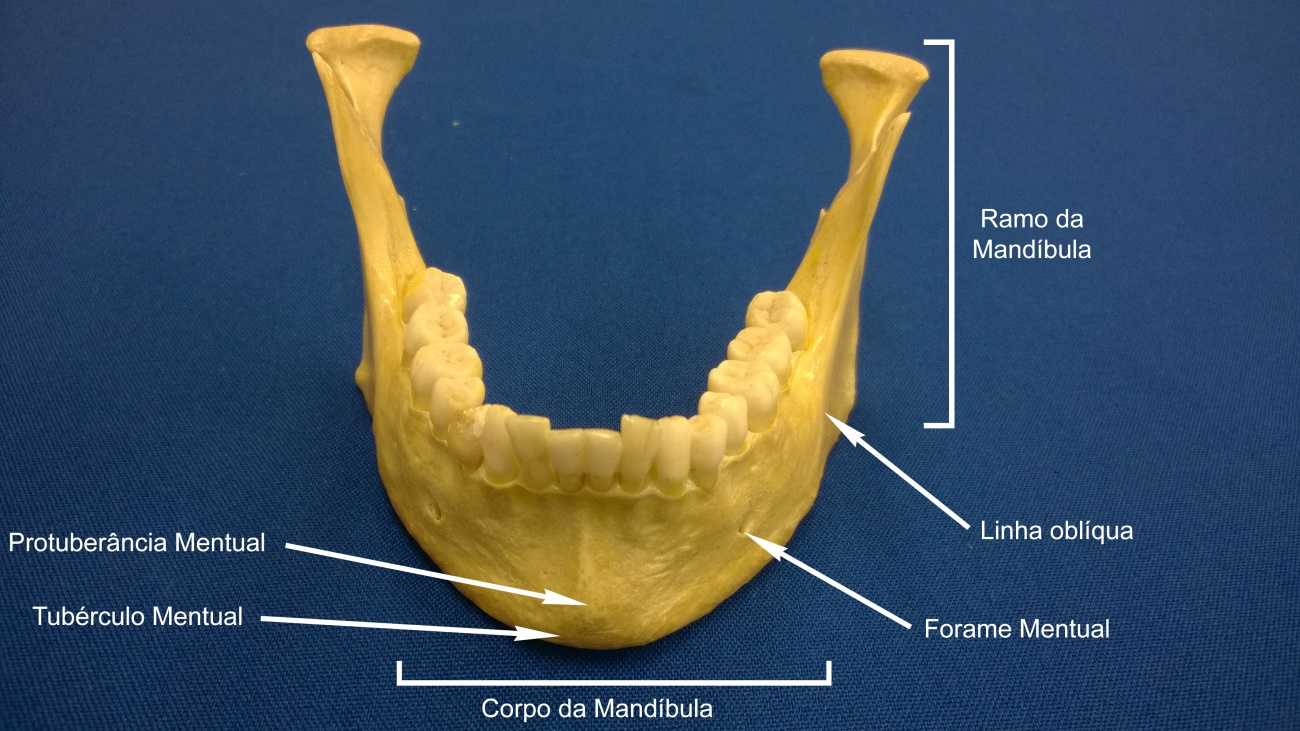 Ramo da
Mandíbula
Linha oblíqua
Protuberância Mentual
Tubérculo Mentual
Forame Mentual
Corpo da Mandíbula